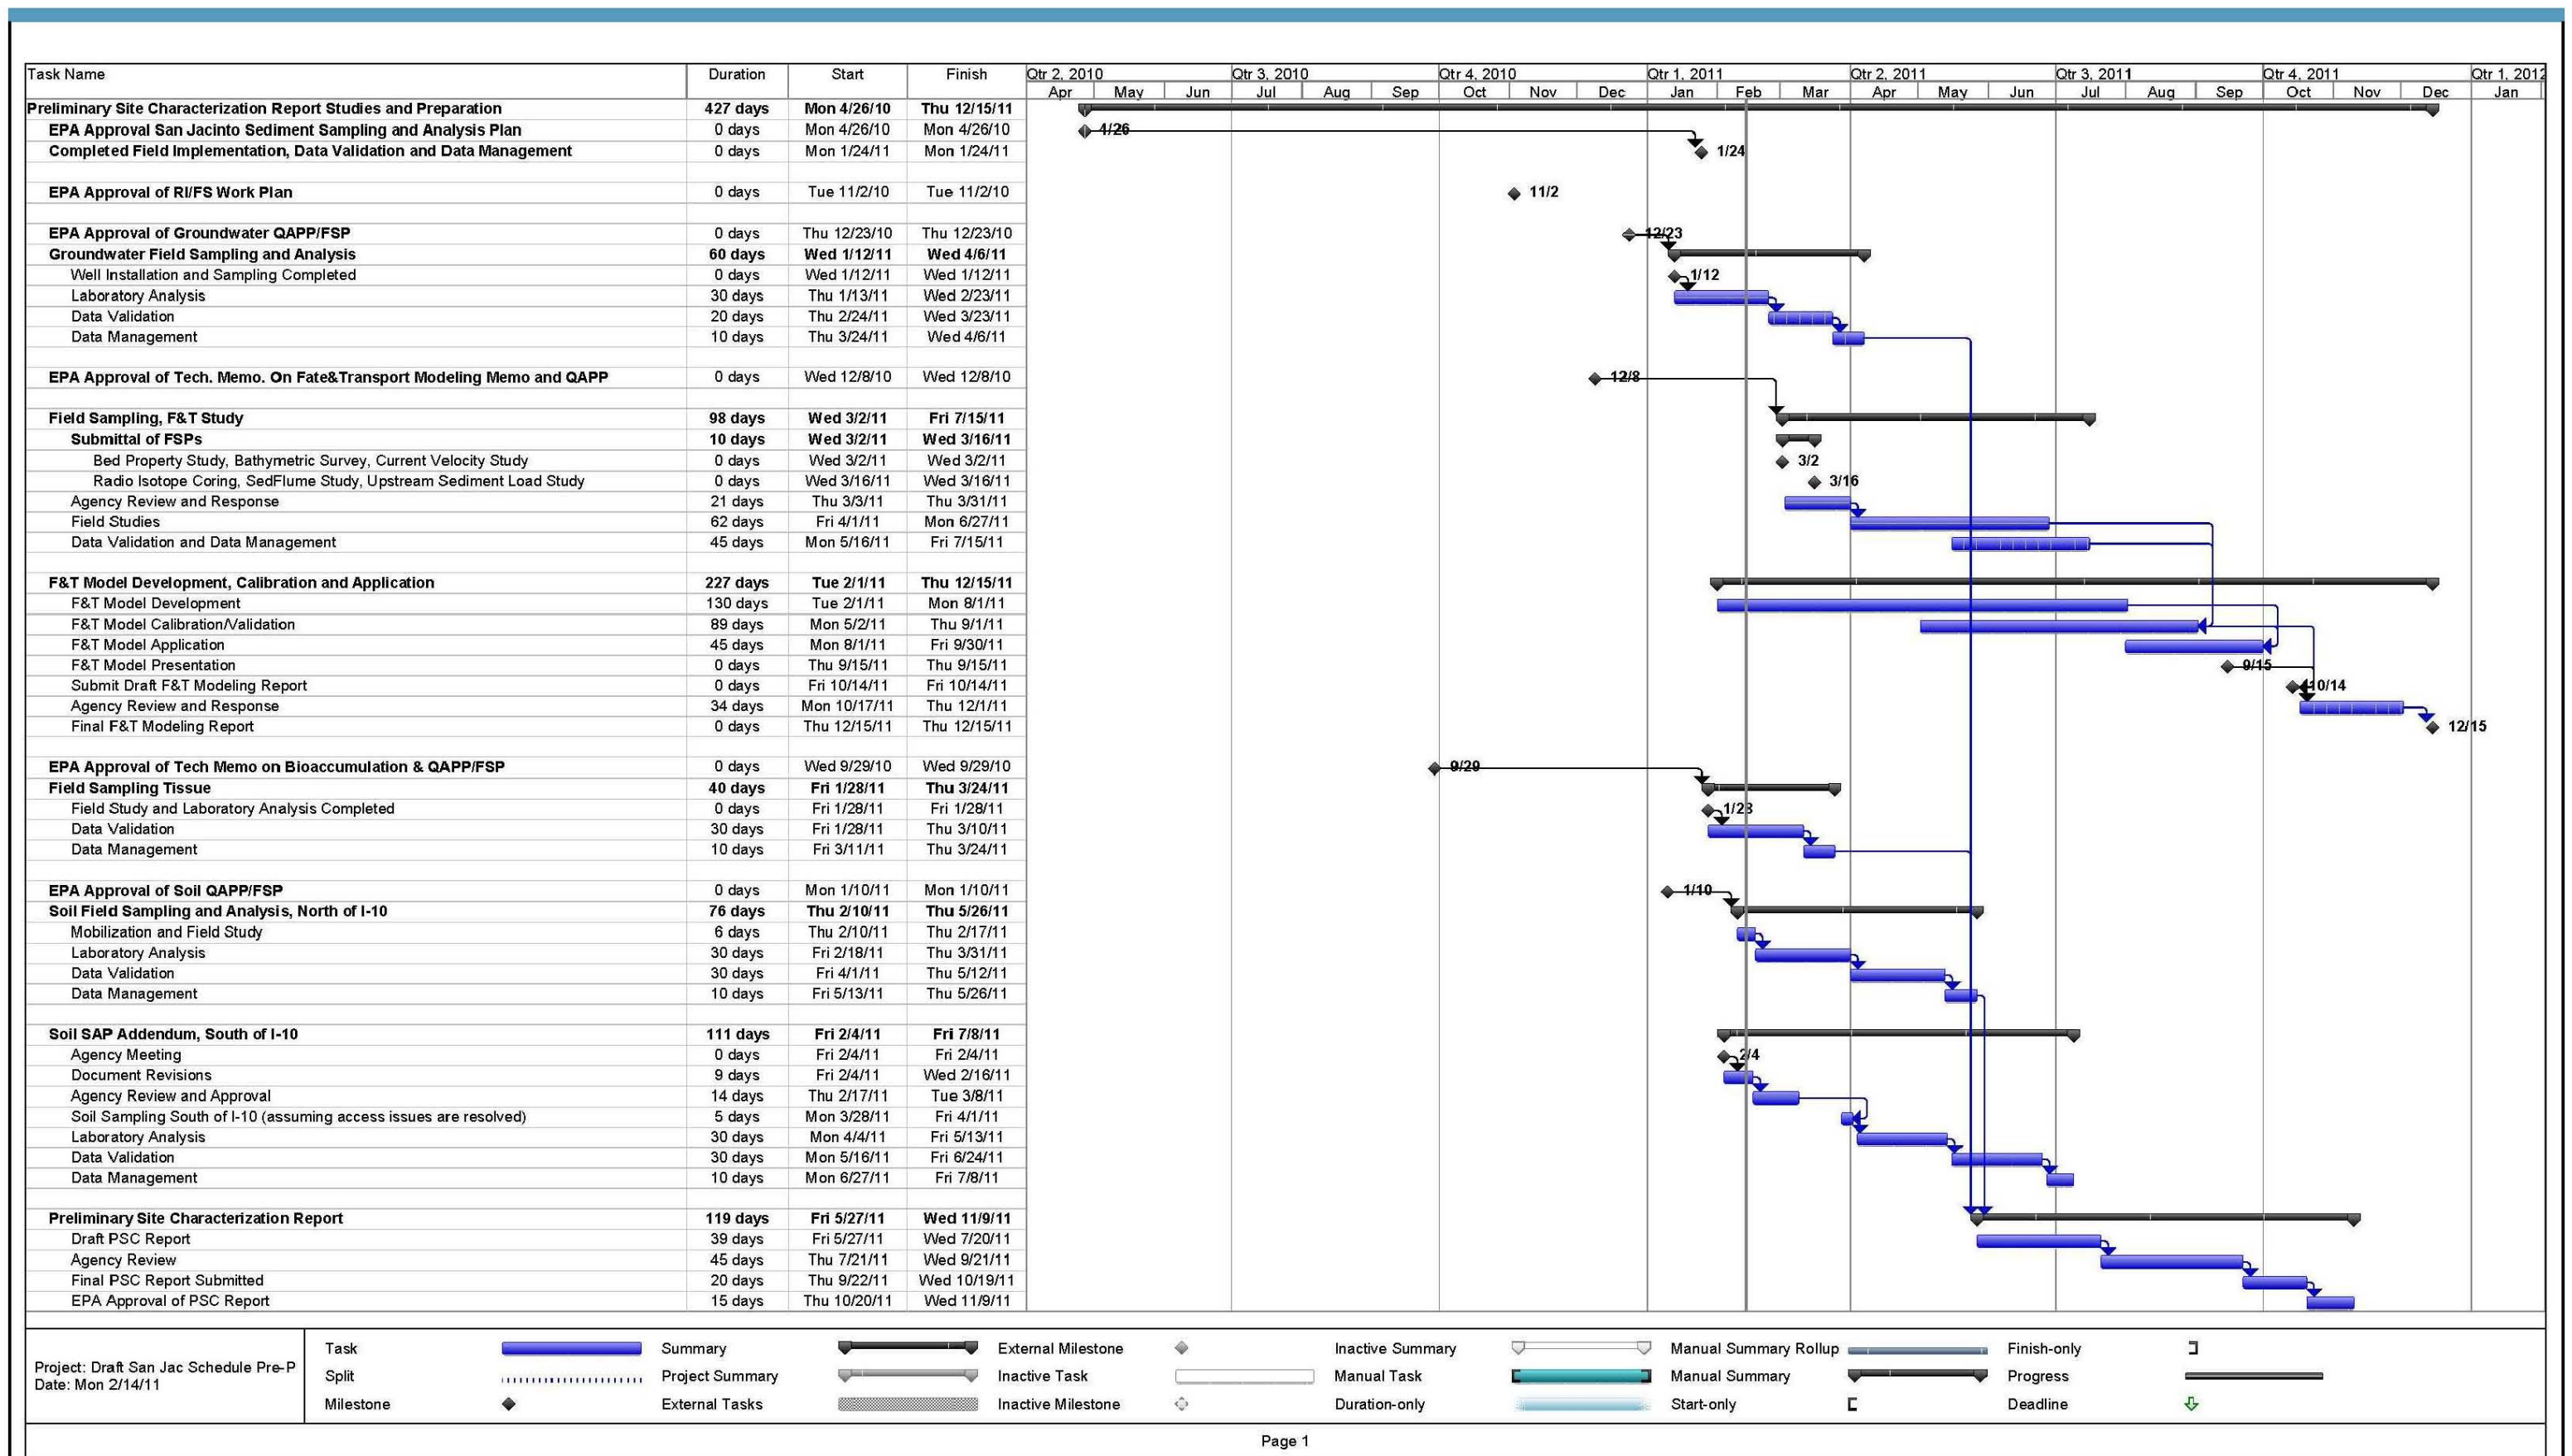 Task Name Duration Start Finish Qtr 2, 2010 Qtr 3, 2010 Qtr 4, 2010 Qtr 1, 2011 Qtr 2, 2011 Qtr 3, 2011 Qtr 4, 2011 Qtr 1, 2012
Apr May Jun Jul Aug Sep Oct Nov Dec Jan Feb Mar Apr May Jun Jul Aug Sep Oct Nov Dec Jan
Preliminary Site Characterization Report Studies and Preparation 427 days Mon 4/26/10 Thu 12/15/11
EPA Approval San Jacinto Sediment Sampling and Analysis Plan 0 days Mon 4/26/10 Mon 4/26/10 4/26
Completed Field Implementation, Data Validation and Data Management 0 days Mon 1/24/11 Mon 1/24/11 1/24
EPA Approval of RI/FS Work Plan 0 days Tue 11/2/10 Tue 11/2/10 11/2
EPA Approval of Groundwater QAPP/FSP 0 days Thu 12/23/10 Thu 12/23/10 12/23
Groundwater Field Sampling and Analysis 60 days Wed 1/12/11 Wed 4/6/11
Well Installation and Sampling Completed 0 days Wed 1/12/11 Wed 1/12/11 1/12
Laboratory Analysis 30 days Thu 1/13/11 Wed 2/23/11
Data Validation 20 days Thu 2/24/11 Wed 3/23/11
Data Management 10 days Thu 3/24/11 Wed 4/6/11
EPA Approval of Tech. Memo. On Fate&Transport Modeling Memo and QAPP 0 days Wed 12/8/10 Wed 12/8/10 12/8
Field Sampling, F&T Study 98 days Wed 3/2/11 Fri 7/15/11
Submittal of FSPs 10 days Wed 3/2/11 Wed 3/16/11
Bed Property Study, Bathymetric Survey, Current Velocity Study 0 days Wed 3/2/11 Wed 3/2/11 3/2
Radio Isotope Coring, SedFlume Study, Upstream Sediment Load Study 0 days Wed 3/16/11 Wed 3/16/11 3/16
Agency Review and Response 21 days Thu 3/3/11 Thu 3/31/11
Field Studies 62 days Fri 4/1/11 Mon 6/27/11
Data Validation and Data Management 45 days Mon 5/16/11 Fri 7/15/11
F&T Model Development, Calibration and Application 227 days Tue 2/1/11 Thu 12/15/11
F&T Model Development 130 days Tue 2/1/11 Mon 8/1/11
F&T Model Calibration/Validation 89 days Mon 5/2/11 Thu 9/1/11
F&T Model Application 45 days Mon 8/1/11 Fri 9/30/11
F&T Model Presentation 0 days Thu 9/15/11 Thu 9/15/11 9/15
Submit Draft F&T Modeling Report 0 days Fri 10/14/11 Fri 10/14/11 10/14
Agency Review and Response 34 days Mon 10/17/11 Thu 12/1/11
Final F&T Modeling Report 0 days Thu 12/15/11 Thu 12/15/11 12/15
EPA Approval of Tech Memo on Bioaccumulation & QAPP/FSP 0 days Wed 9/29/10 Wed 9/29/10 9/29
Field Sampling Tissue 40 days Fri 1/28/11 Thu 3/24/11
Field Study and Laboratory Analysis Completed 0 days Fri 1/28/11 Fri 1/28/11 1/28
Data Validation 30 days Fri 1/28/11 Thu 3/10/11
Data Management 10 days Fri 3/11/11 Thu 3/24/11
EPA Approval of Soil QAPP/FSP 0 days Mon 1/10/11 Mon 1/10/11 1/10
Soil Field Sampling and Analysis, North of I-10 76 days Thu 2/10/11 Thu 5/26/11
Mobilization and Field Study 6 days Thu 2/10/11 Thu 2/17/11
Laboratory Analysis 30 days Fri 2/18/11 Thu 3/31/11
Data Validation 30 days Fri 4/1/11 Thu 5/12/11
Data Management 10 days Fri 5/13/11 Thu 5/26/11
Soil SAP Addendum, South of I-10 111 days Fri 2/4/11 Fri 7/8/11
Agency Meeting 0 days Fri 2/4/11 Fri 2/4/11 2/4
Document Revisions 9 days Fri 2/4/11 Wed 2/16/11
Agency Review and Approval 14 days Thu 2/17/11 Tue 3/8/11
Soil Sampling South of I-10 (assuming access issues are resolved) 5 days Mon 3/28/11 Fri 4/1/11
Laboratory Analysis 30 days Mon 4/4/11 Fri 5/13/11
Data Validation 30 days Mon 5/16/11 Fri 6/24/11
Data Management 10 days Mon 6/27/11 Fri 7/8/11
Preliminary Site Characterization Report 119 days Fri 5/27/11 Wed 11/9/11
Draft PSC Report 39 days Fri 5/27/11 Wed 7/20/11
Agency Review 45 days Thu 7/21/11 Wed 9/21/11
Final PSC Report Submitted 20 days Thu 9/22/11 Wed 10/19/11
EPA Approval of PSC Report 15 days Thu 10/20/11 Wed 11/9/11
Project: Draft San Jac Schedule Pre-P
Date: Mon 2/14/11
Task Summary External Milestone Inactive Summary Manual Summary Rollup Finish-only
Split Project Summary Inactive Task Manual Task Manual Summary Progress
Milestone External Tasks Inactive Milestone Duration-only Start-only Deadline
Page 1